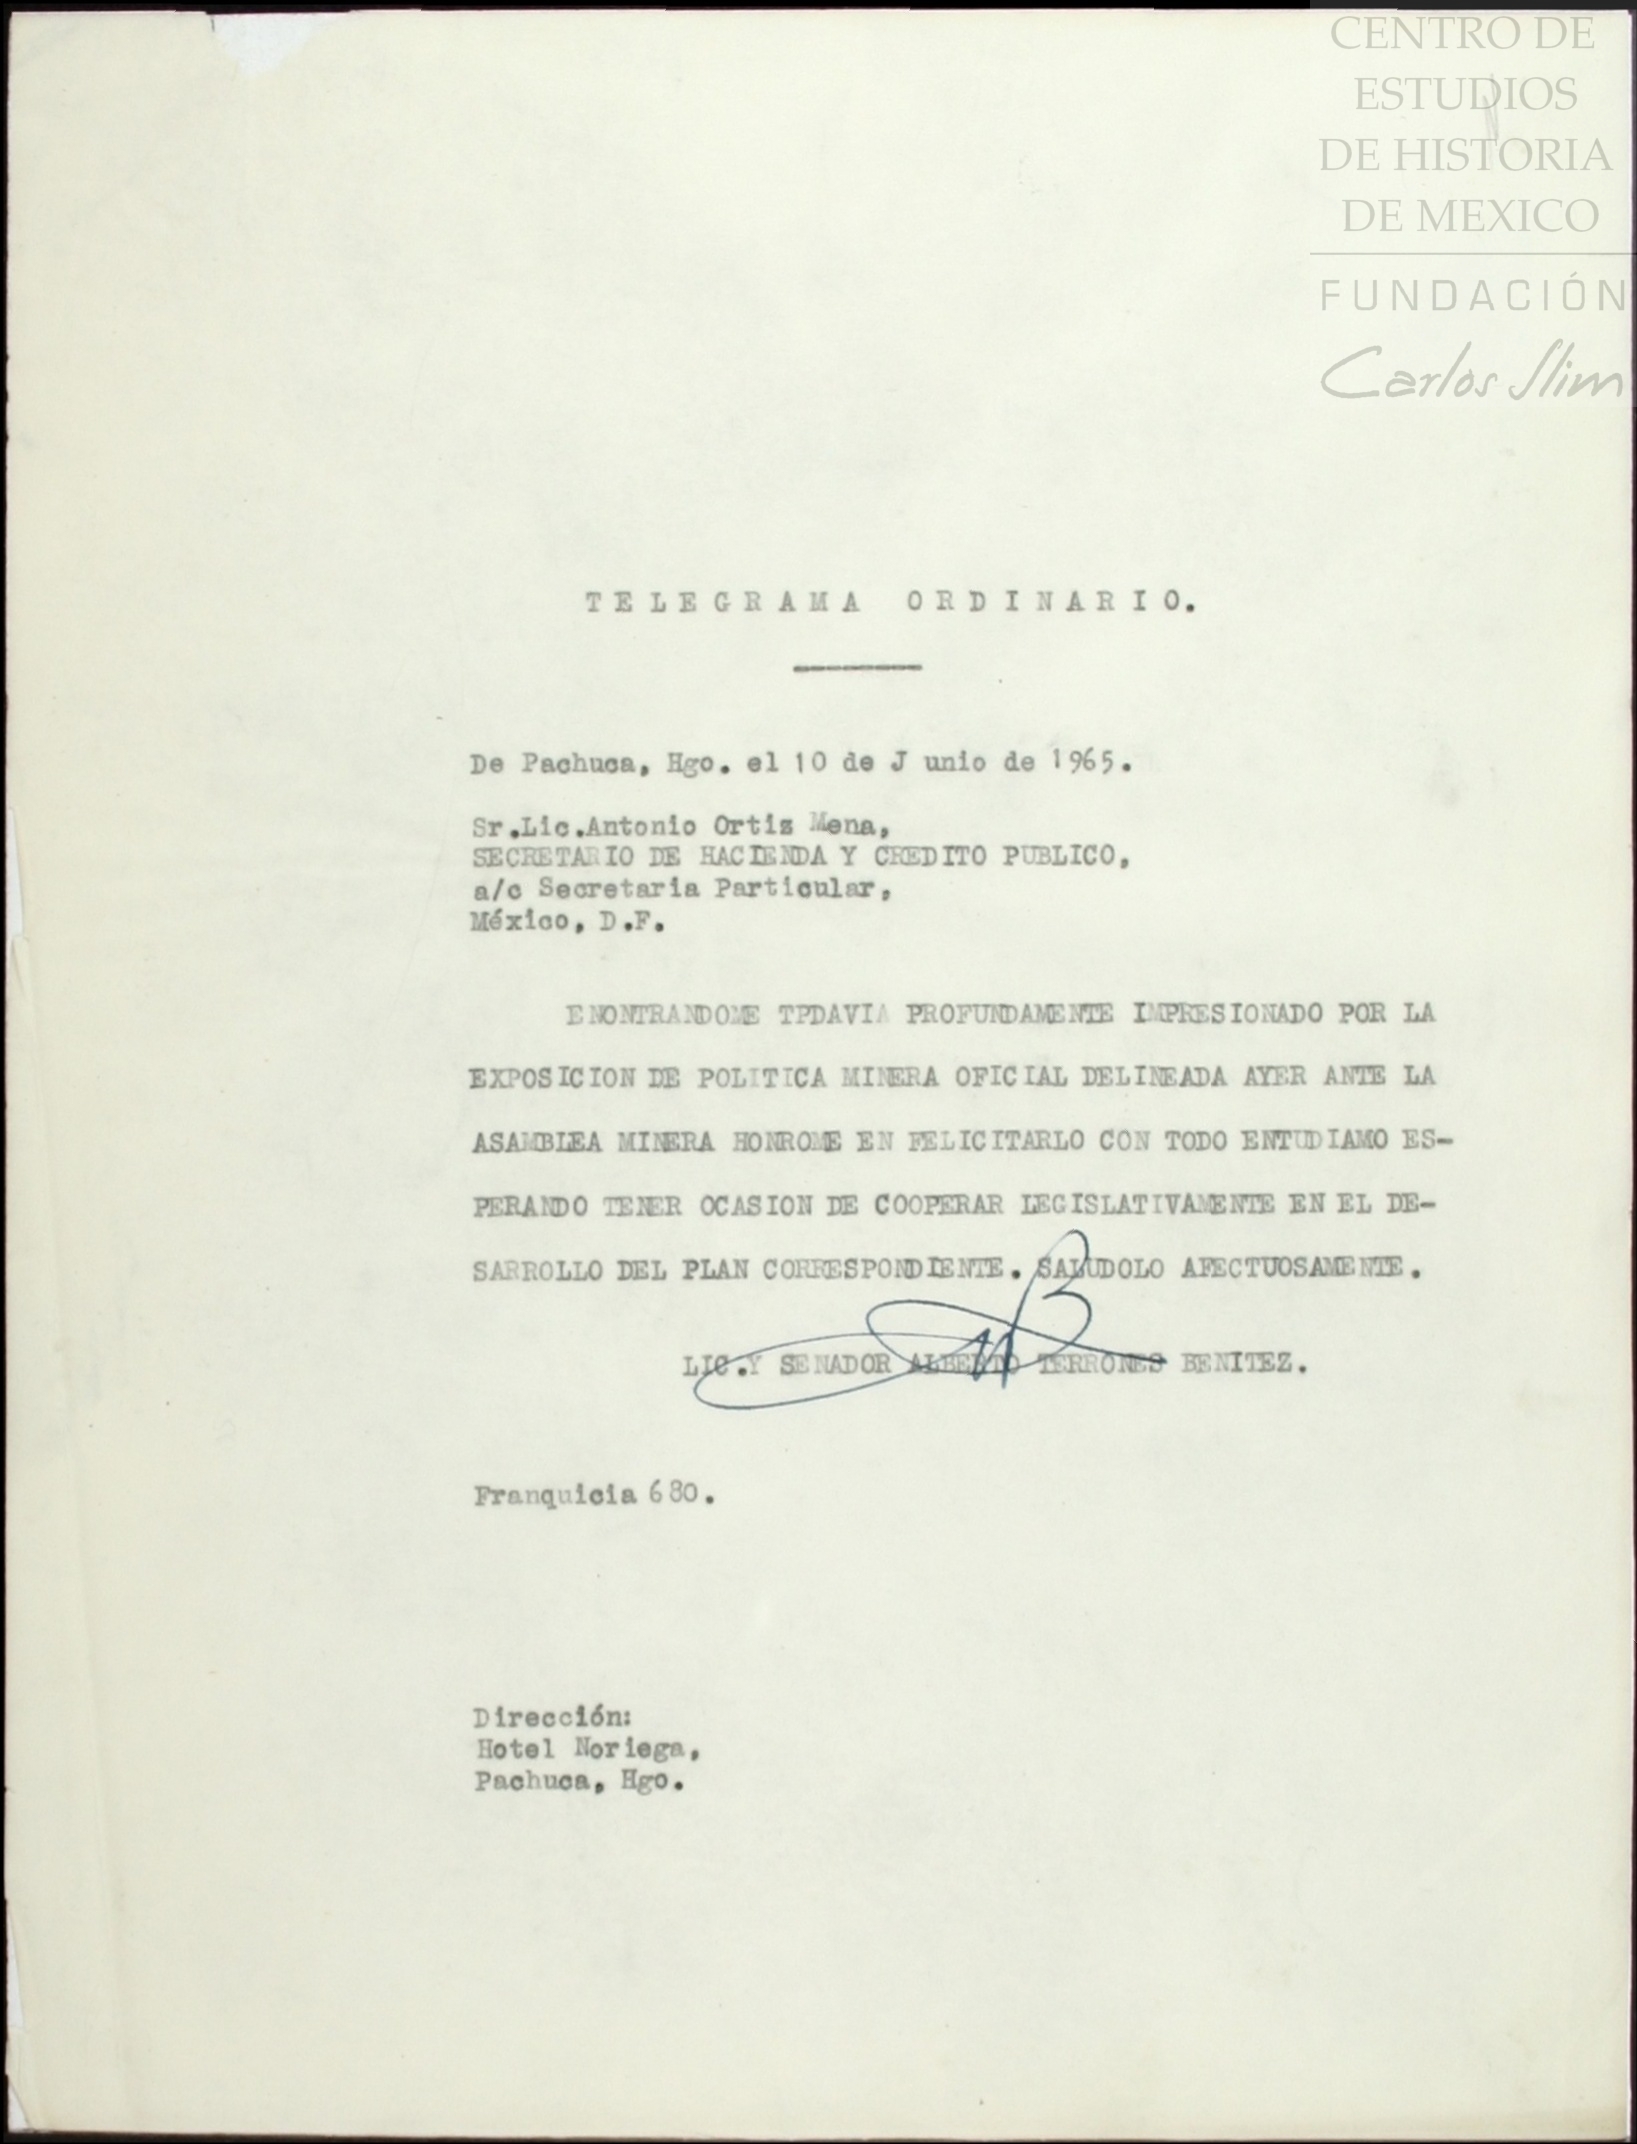 CENTRO DE
ESTUDIOS
DE HISTORIA
DE MEXICO
FUNDACIÓN
Carlos Slim
TELEGRAMA ORDINARIO.
De Pachuca, Hgo. el 10 de J unio de 1965.
Sr.Lic.Antonio Ortiz Mena,
SECRETARIO DE HACIENDA Y CREDITO PUBLICO,
a/c Secretaria Particular,
México, D.F.
ENONTRANDOME TPDAVIA PROFUNDAMENTE IMPRESIONADO POR LA
EXPOSICION DE POLITICA MINERA OFICIAL DELINEADA AYER ANTE LA
ASAMBLEA MINERA HONROME EN FELICITARLO CON TODO ENTUDIAMO ES-
PERANDO TENER OCASION DE COOPERAR LEGISLATIVAMENTE EN EL DE-
SARROLLO DEL PLAN CORRESPONDIENTE. SALUDOLO AFECTUOSAMENTE.
LIC.Y SENADOR ALBERTO TERRONES BENITEZ.
Franquicia 680.
Dirección:
Hotel Noriega,
Pachuca, Hgo.